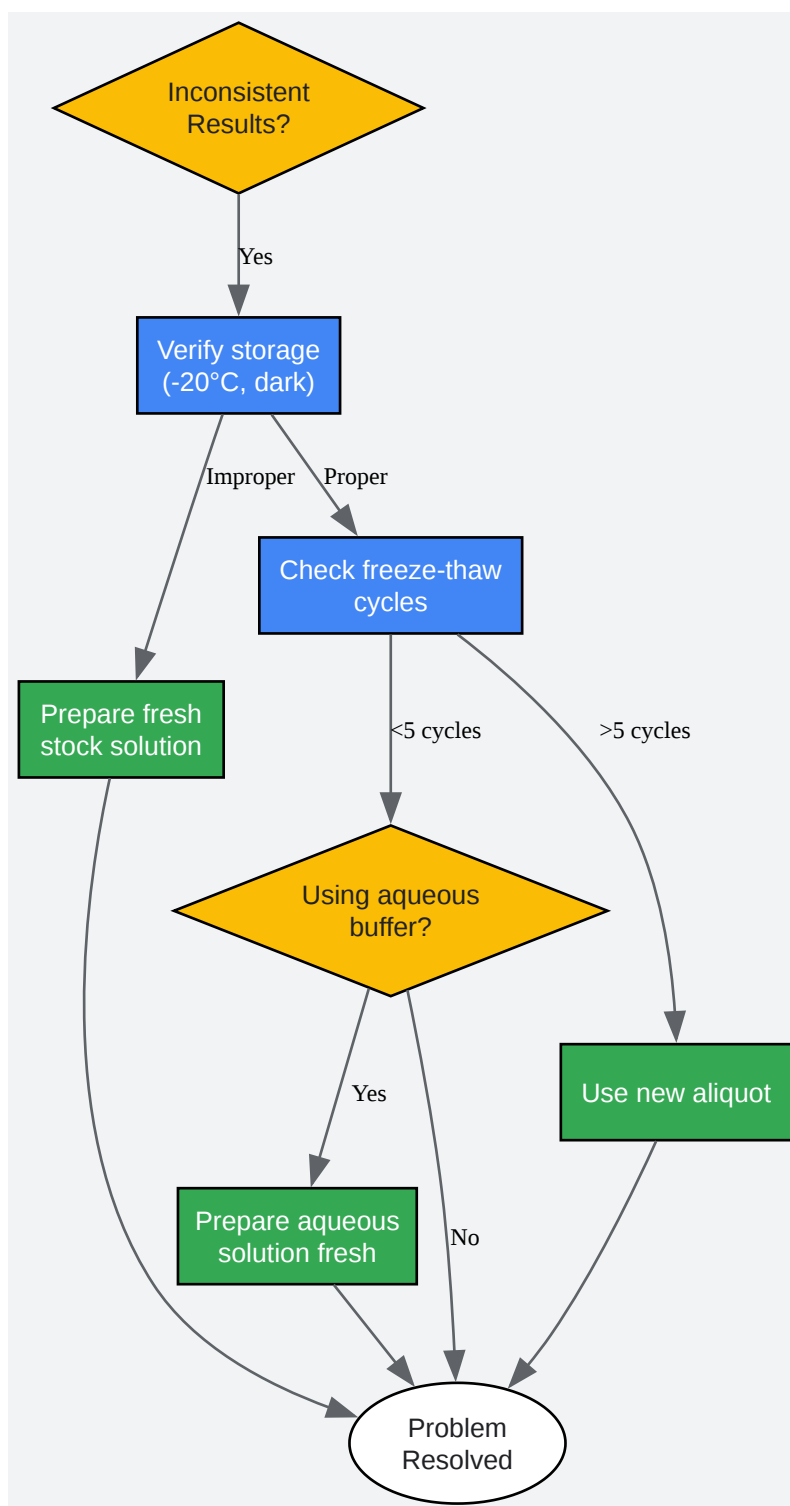 Inconsistent
Results?
Yes
Verify storage
(-20°C, dark)
Improper
Proper
Check freeze-thaw
cycles
Prepare fresh
stock solution
<5 cycles
>5 cycles
Using aqueous
buffer?
Yes
Use new aliquot
Prepare aqueous
solution fresh
No
Problem
Resolved